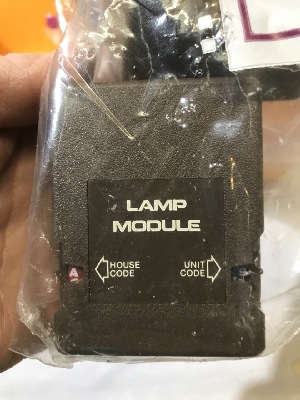 LAMP
MODULE
A HOUSE UNIT
CODE CODE